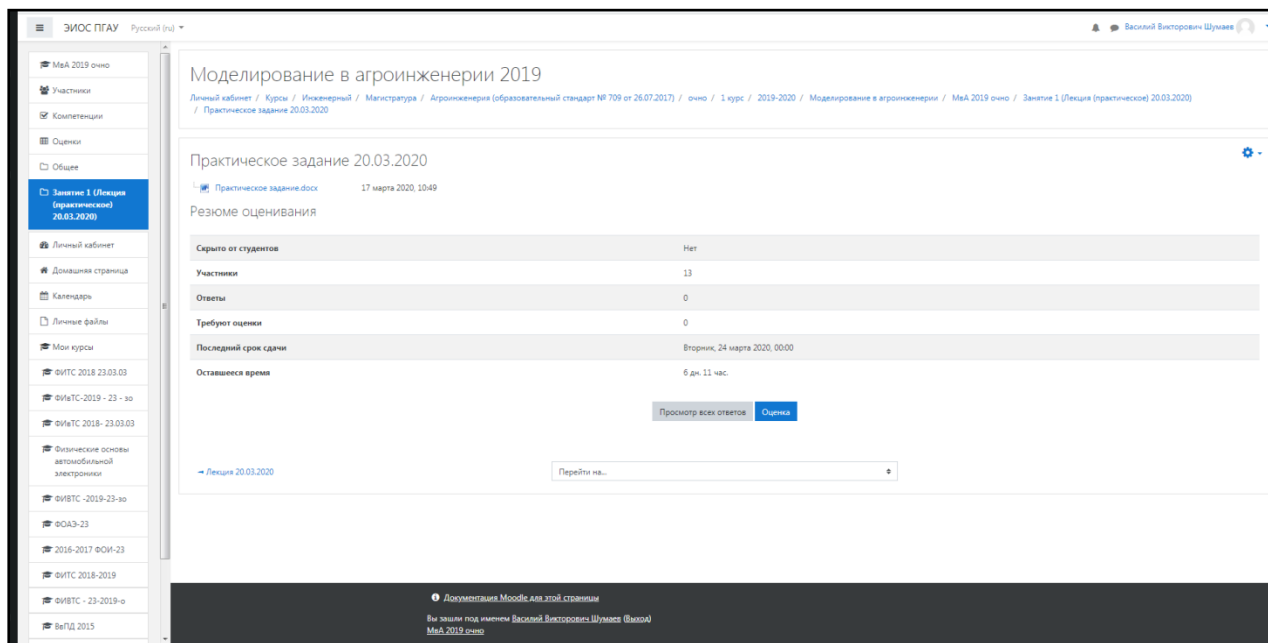 ЭИОС ПГАУ Русский (ru)
Василий Викторович Шумаев
МвА 2019 очно
Участники
Компетенции
Оценки
Общее
Занятие 1 (Лекция
(практическое)
20.03.2020)
Личный кабинет
Домашняя страница
Календарь
Личные файлы
Мои курсы
ФИТС 2018 23.03.03
ФИвТС-2019 - 23 - зо
ФИвТС 2018- 23.03.03
Физические основы
автомобильной
электроники
ФИВТС -2019-23-зо
ФОАЭ-23
2016-2017 ФОИ-23
ФИТС 2018-2019
ФИВТС - 23-2019-о
ВвПД 2015
Моделирование в агроинженерии 2019
Личный кабинет / Курсы / Инженерный / Магистратура / Агроинженерия (образовательный стандарт № 709 от 26.07.2017) / очно / 1 курс / 2019-2020 / Моделирование в агроинженерии / МвА 2019 очно / Занятие 1 (Лекция (практическое) 20.03.2020)
/ Практическое задание 20.03.2020
Практическое задание 20.03.2020
Практическое задание.docx 17 марта 2020, 10:49
Резюме оценивания
Скрыто от студентов Нет
Участники 13
Ответы 0
Требуют оценки 0
Последний срок сдачи Вторник, 24 марта 2020, 00:00
Оставшееся время 6 дн. 11 час.
Просмотр всех ответов Оценка
→ Лекция 20.03.2020 Перейти на...
Документация Moodle для этой страницы
Вы зашли под именем Василий Викторович Шумаев (Выход)
МвА 2019 очно